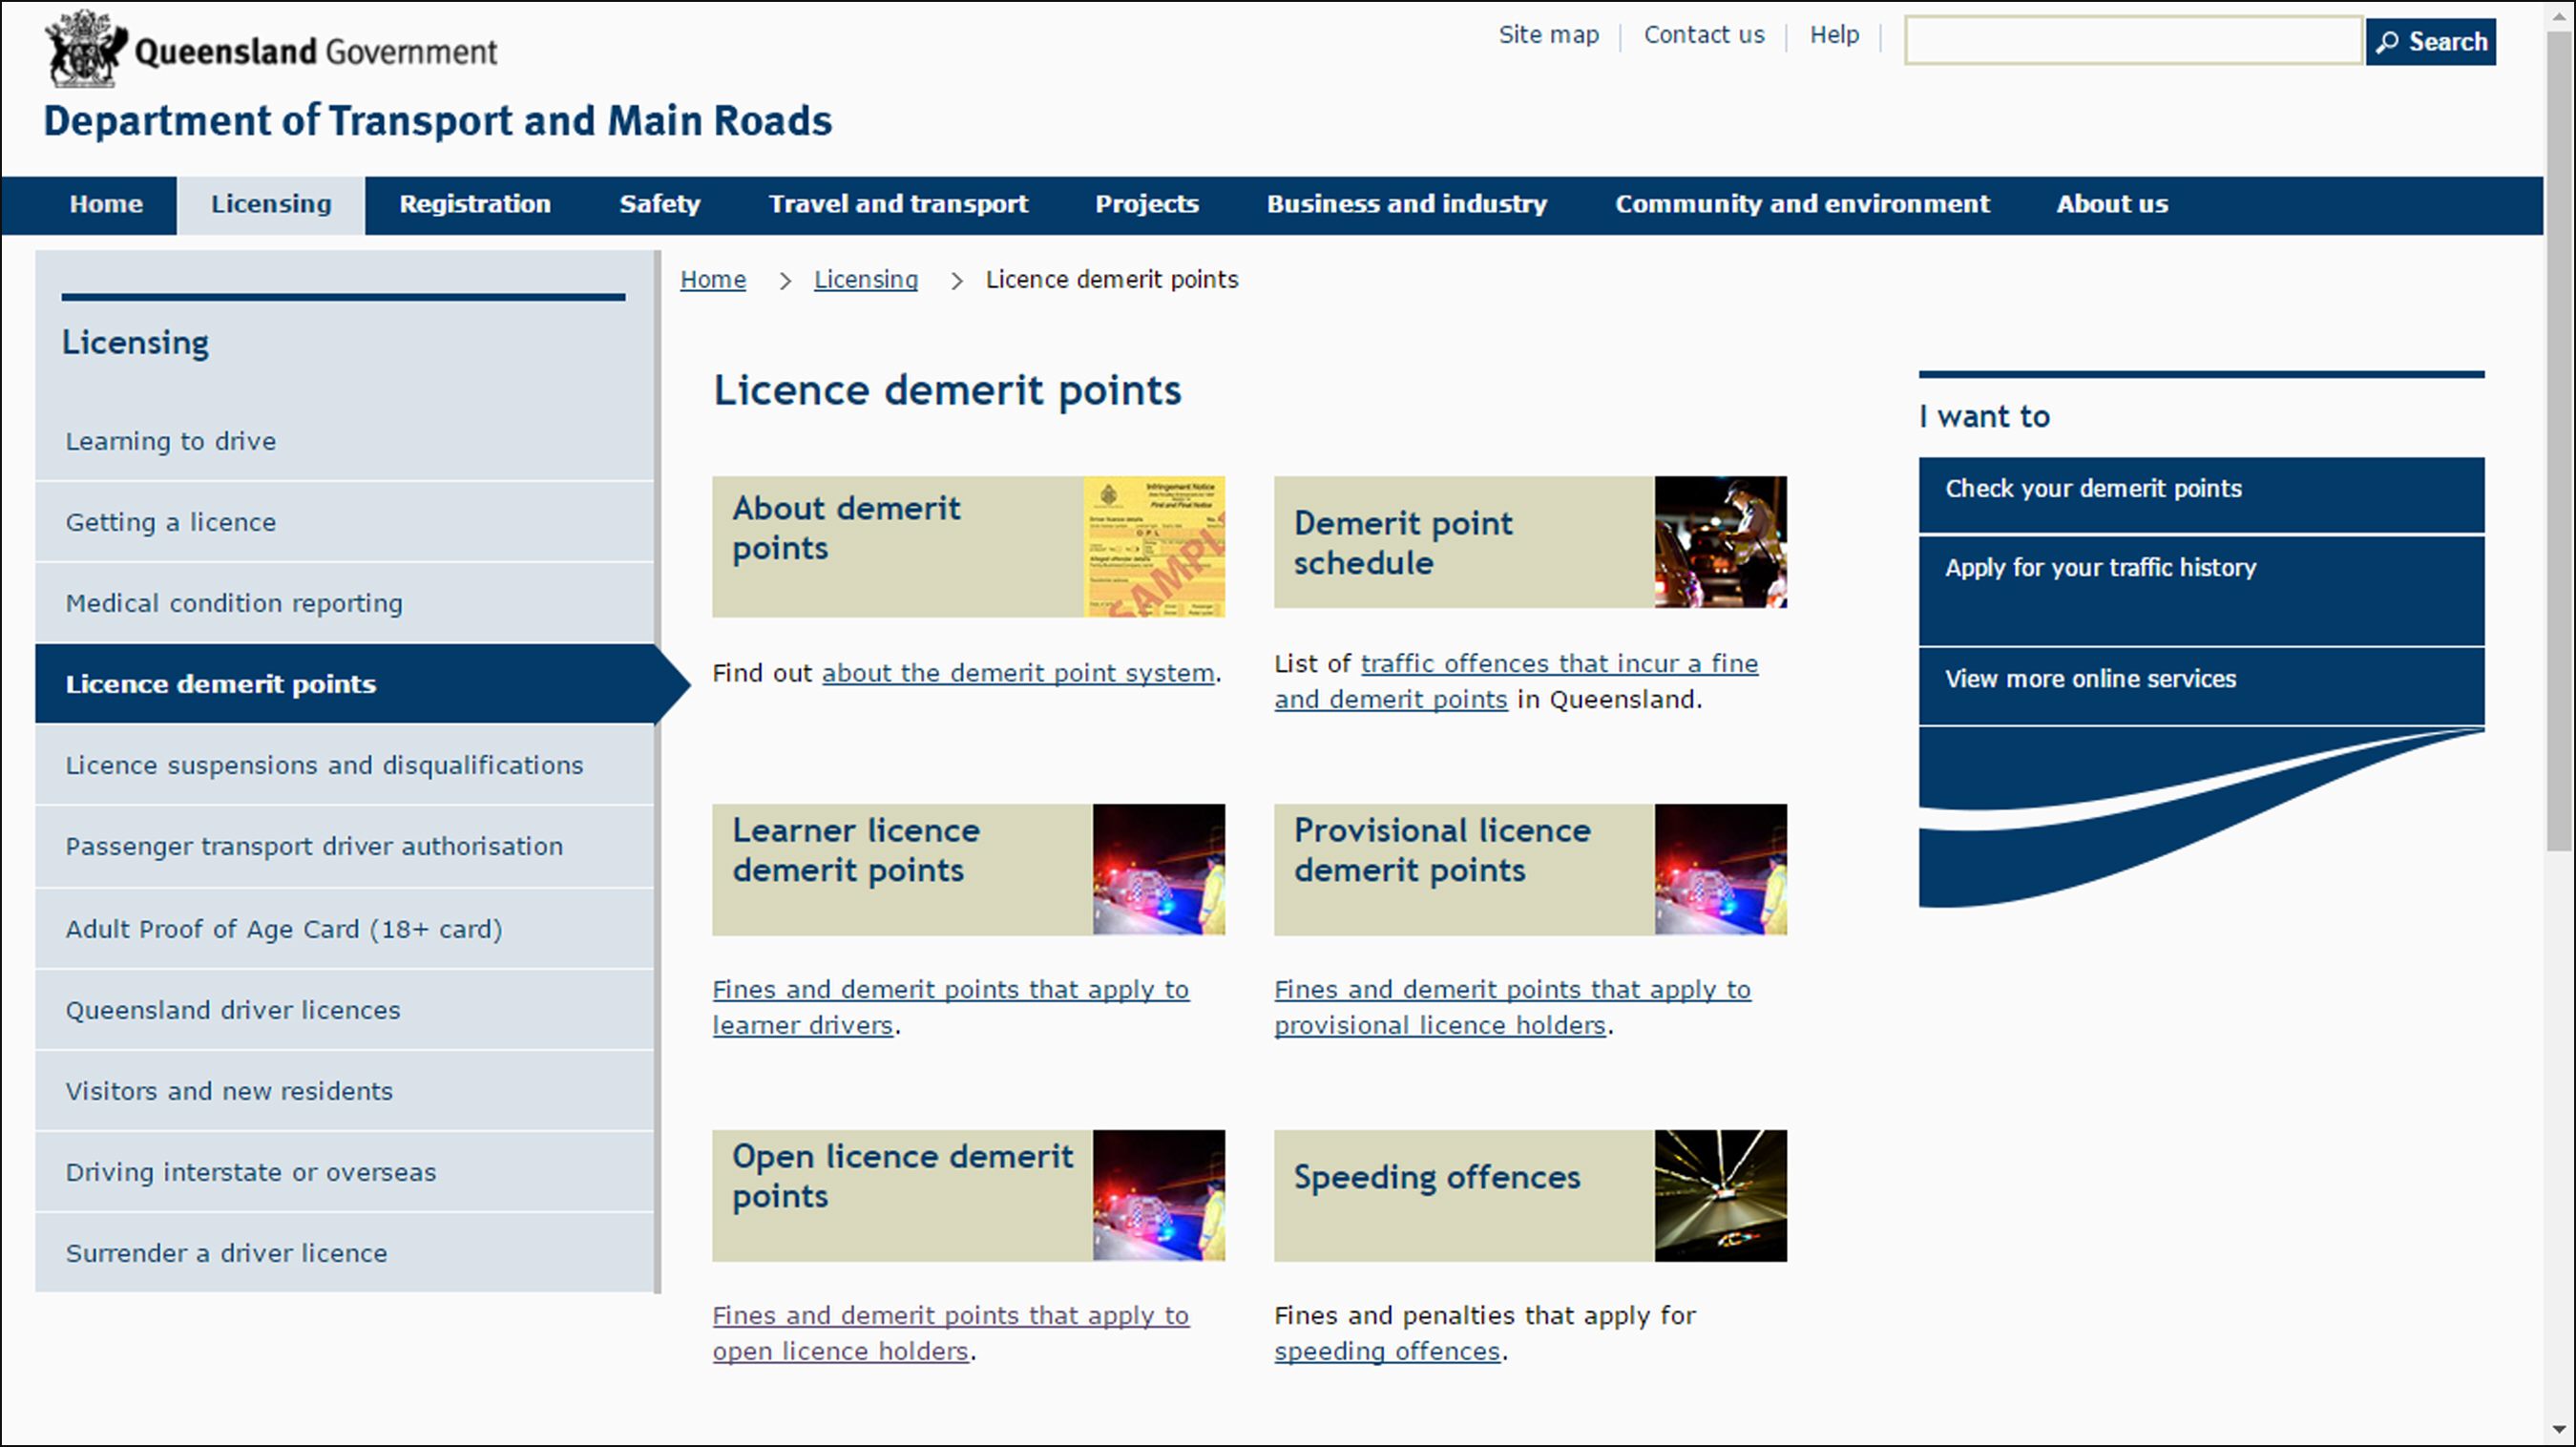 Queensland Government
Department of Transport and Main Roads
Site map
Contact us
Help
Search
Home
Licensing
Registration
Safety
Travel and transport
Projects
Business and industry
Community and environment
About us
Licensing
Learning to drive
Getting a licence
Medical condition reporting
Licence demerit points
Licence suspensions and disqualifications
Passenger transport driver authorisation
Adult Proof of Age Card (18+ card)
Queensland driver licences
Visitors and new residents
Driving interstate or overseas
Surrender a driver licence
Home > Licensing > Licence demerit points
Licence demerit points
About demerit
points
Infringement Notice
First and Final Notice
SAMPL
Find out about the demerit point system.
Demerit point
schedule
List of traffic offences that incur a fine
and demerit points in Queensland.
Learner licence
demerit points
Fines and demerit points that apply to
learner drivers.
Provisional licence
demerit points
Fines and demerit points that apply to
provisional licence holders.
Open licence demerit
points
Fines and demerit points that apply to
open licence holders.
Speeding offences
Fines and penalties that apply for
speeding offences.
I want to
Check your demerit points
Apply for your traffic history
View more online services